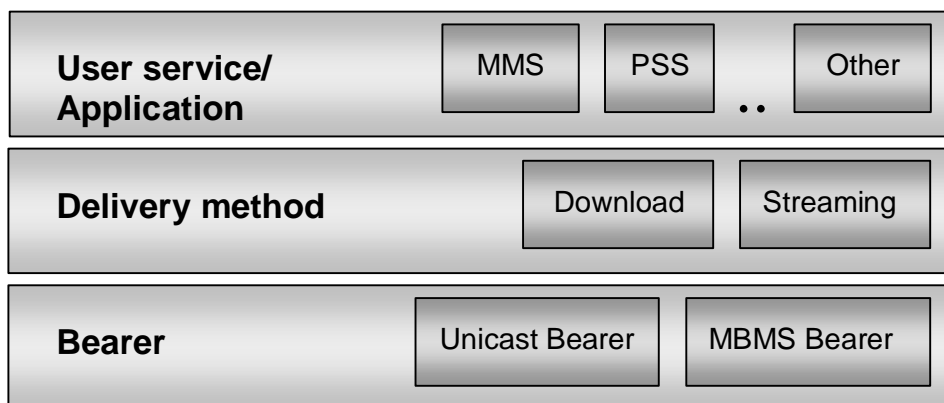 User service/
Application
MMS
PSS
..
Other
Delivery method
Download
Streaming
Bearer
Unicast Bearer
MBMS Bearer